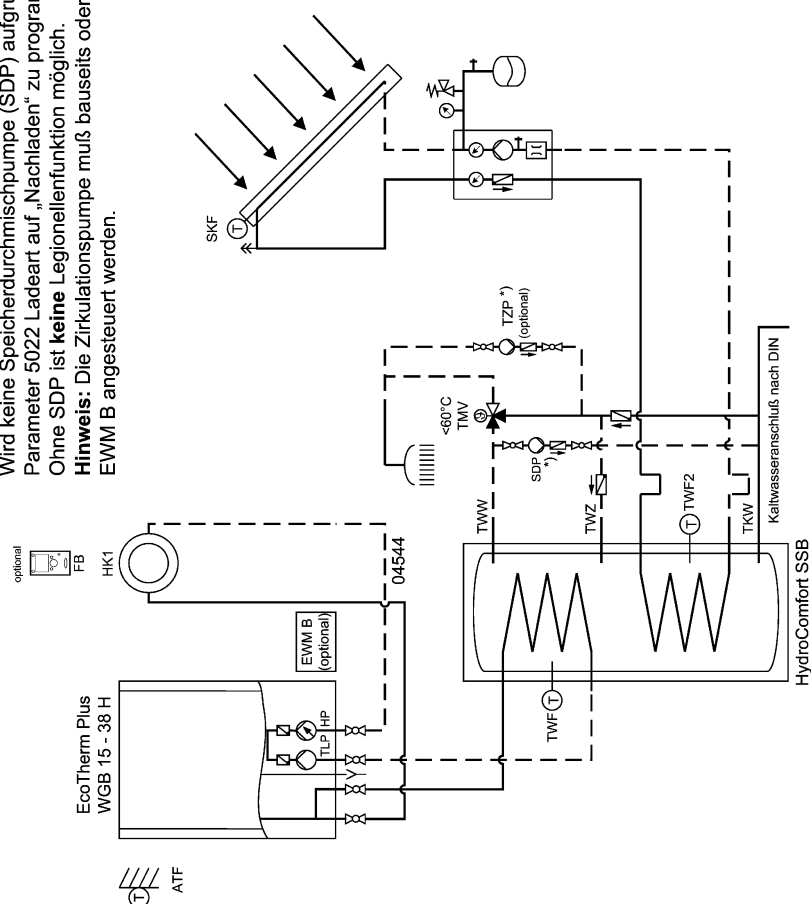 Wird keine Speicherdurchmischpumpe (SDP)
Parameter 5022 Ladeart auf „Nachladen“ zu
Ohne SDP ist keine Legionellenfunktion möglich.
Hinweis: Die Zirkulationspumpe muß bauseits oder
EWM B angesteuert werden.
optional
FB
HK1
EcoTherm Plus
WGB 15 - 38 H
EWM B
(optional)
TLP
HP
ATF
T
04544
SKF
T
TZP *)
(optional)
<60°C
TMV
SDP
*)
TWW
TWZ
TWF2
T
TKW
TWF
T
Kaltwasseranschluß nach DIN
HydroComfort SSB